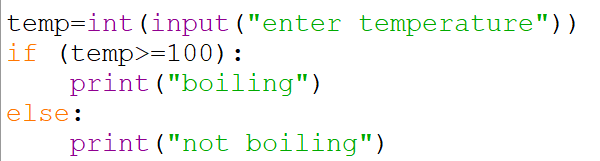 temp=int(input("enter temperature"))
if (temp>=100):
    print("boiling")
else:
    print("not boiling")